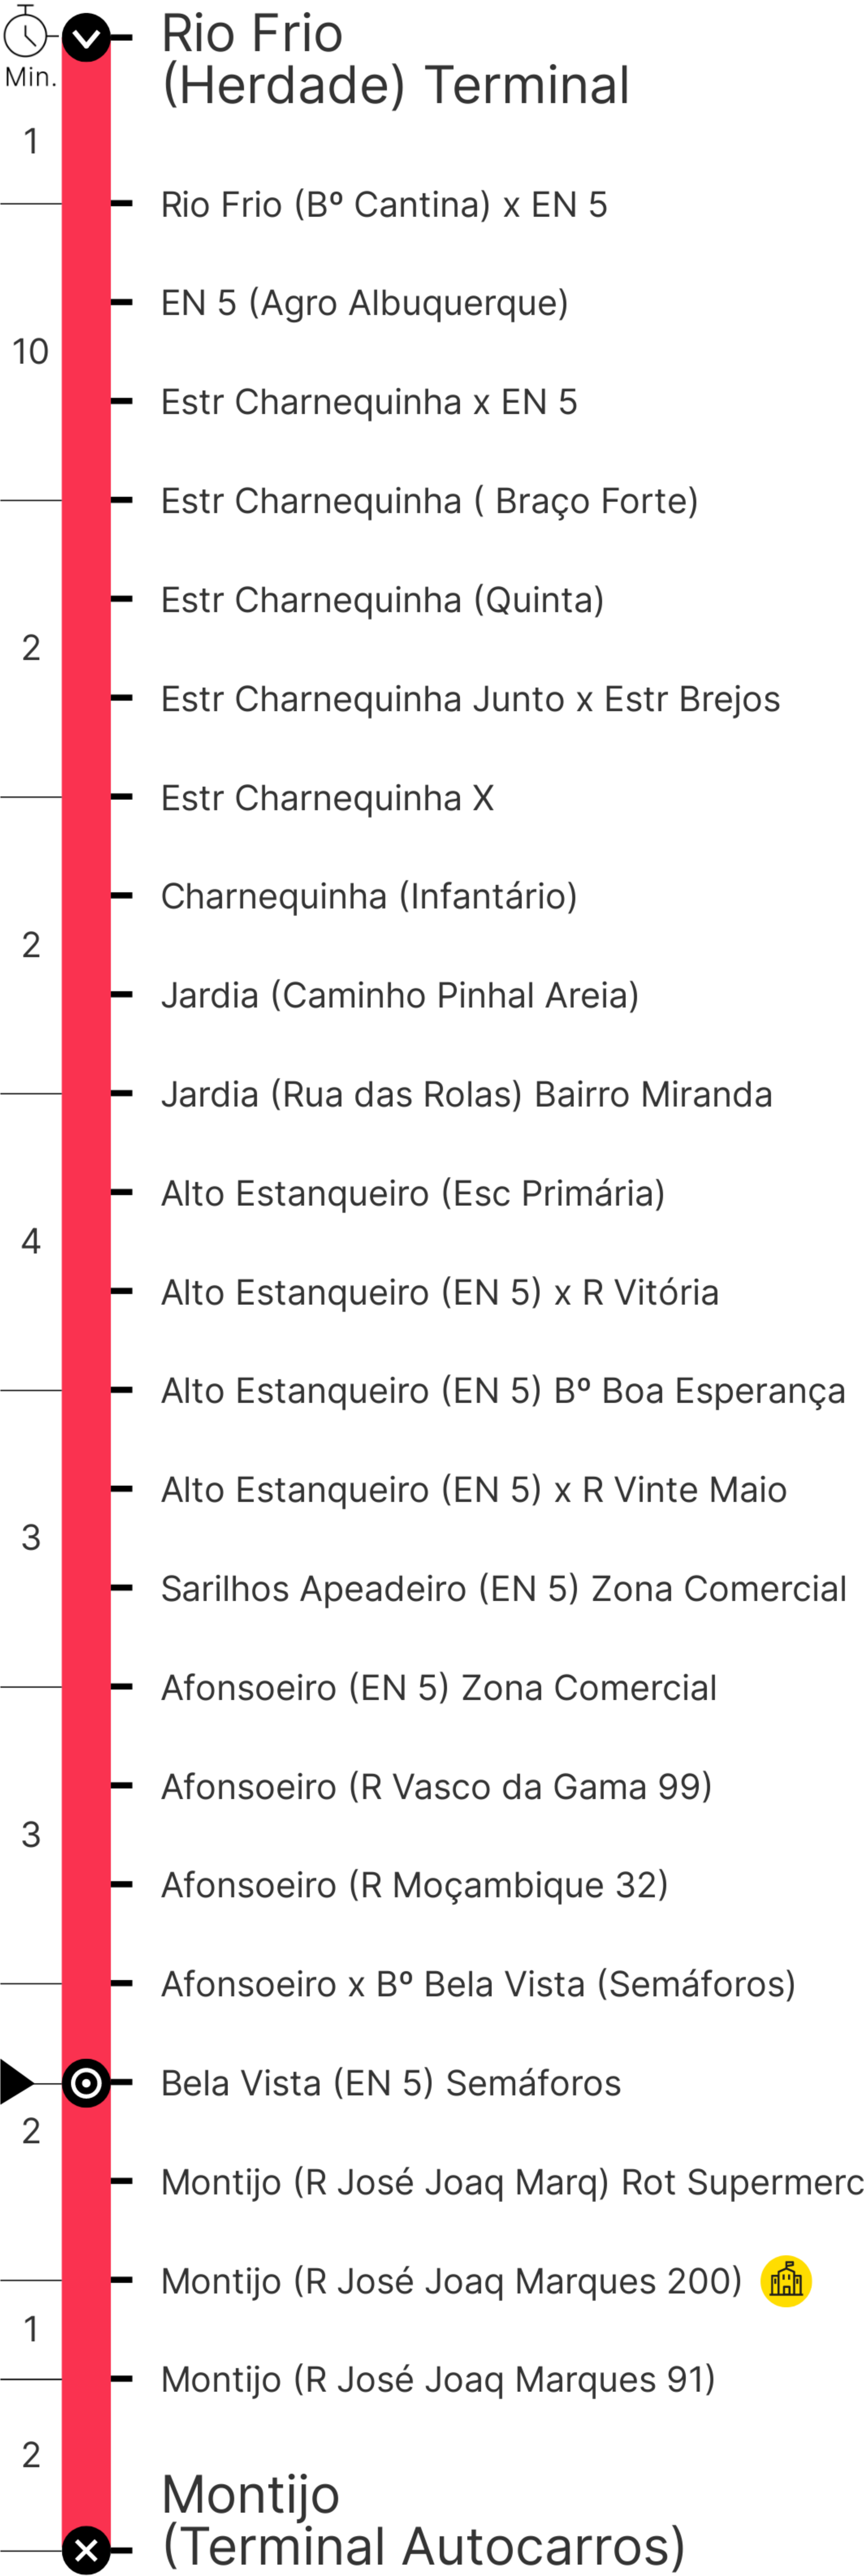 Rio Frio
(Herdade) Terminal
Min.
1
Rio Frio (Bº Cantina) x EN 5
EN 5 (Agro Albuquerque)
10
Estr Charnequinha x EN 5
Estr Charnequinha ( Braço Forte)
Estr Charnequinha (Quinta)
2
Estr Charnequinha Junto x Estr Brejos
Estr Charnequinha X
Charnequinha (Infantário)
2
Jardia (Caminho Pinhal Areia)
Jardia (Rua das Rolas) Bairro Miranda
Alto Estanqueiro (Esc Primária)
4
Alto Estanqueiro (EN 5) x R Vitória
Alto Estanqueiro (EN 5) Bº Boa Esperança
Alto Estanqueiro (EN 5) x R Vinte Maio
3
Sarilhos Apeadeiro (EN 5) Zona Comercial
Afonsoeiro (EN 5) Zona Comercial
Afonsoeiro (R Vasco da Gama 99)
3
Afonsoeiro (R Moçambique 32)
Afonsoeiro x Bº Bela Vista (Semáforos)
Bela Vista (EN 5) Semáforos
2
Montijo (R José Joaq Marq) Rot Supermerc
Montijo (R José Joaq Marques 200)
1
Montijo (R José Joaq Marques 91)
2
Montijo
(Terminal Autocarros)